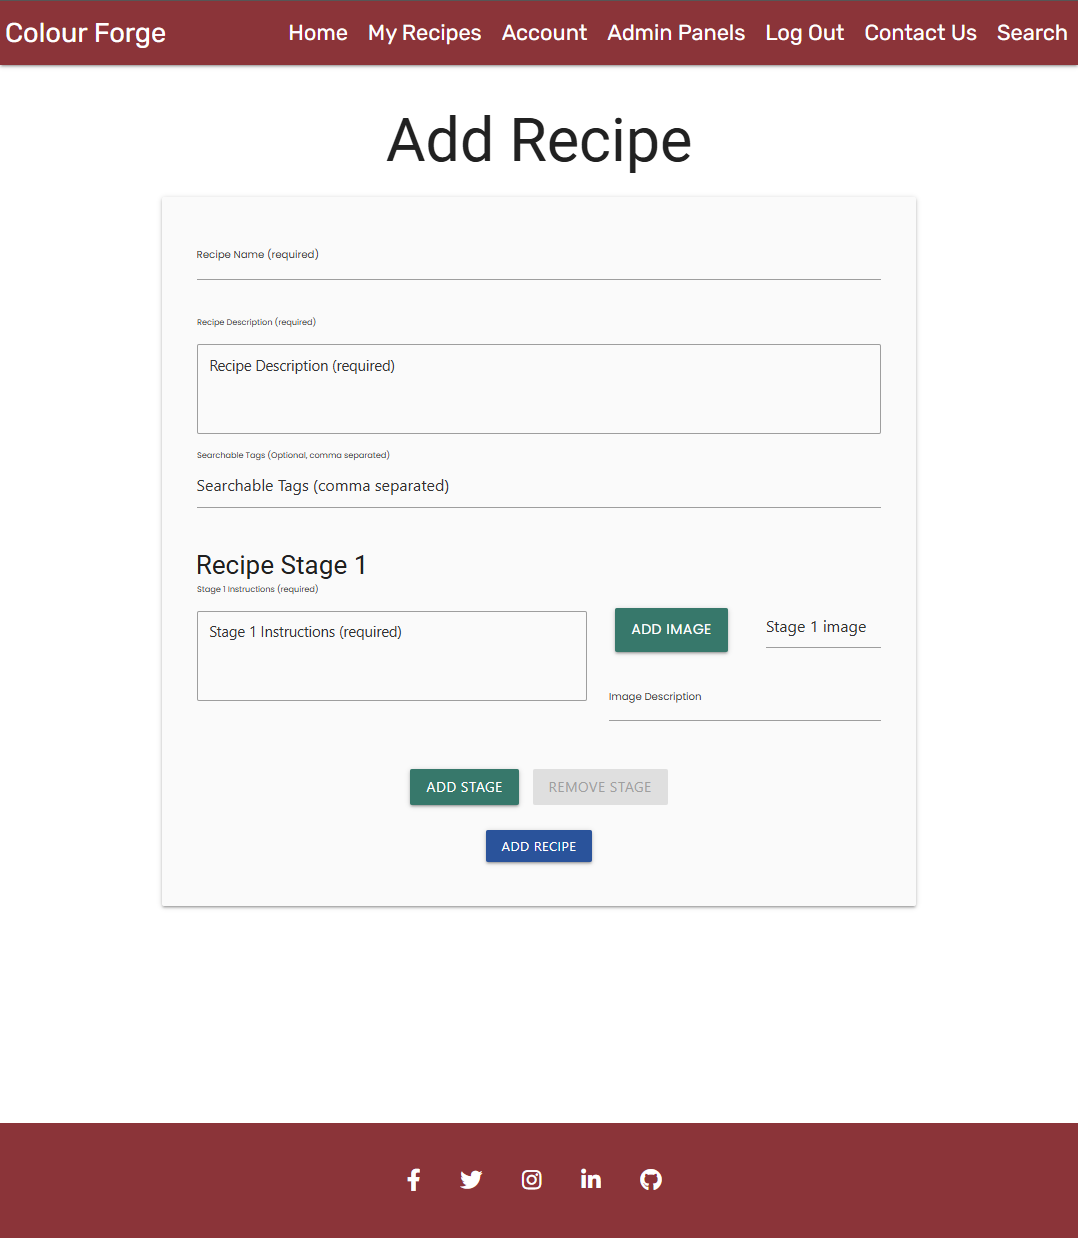 Colour Forge Home My Recipes Account Admin Panels Log Out Contact Us Search
Add Recipe
Recipe Name (required)
Recipe Description (required)
Recipe Description (required)
Searchable Tags (Optional, comma separated)
Searchable Tags (comma separated)
Recipe Stage 1
Stage 1 Instructions (required)
Stage 1 Instructions (required)
ADD IMAGE
Stage 1 image
Image Description
ADD STAGE REMOVE STAGE
ADD RECIPE